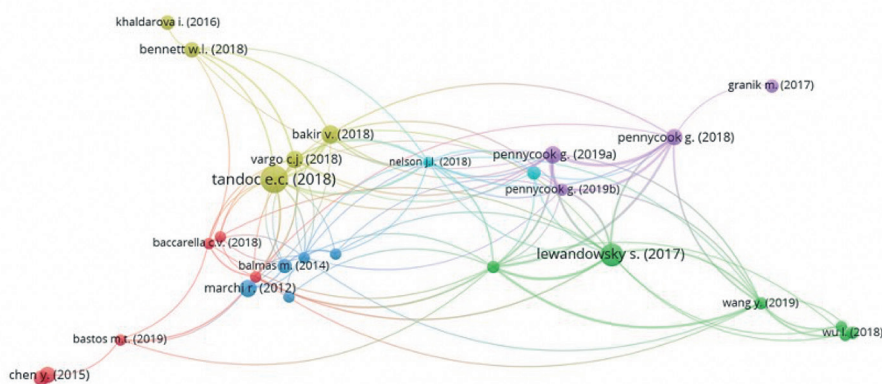 khaldarova i. (2016)
bennett w.l. (2018)
granik m. (2017)
bakir v. (2018)
pennycook g. (2018)
vargo c.j. (2018)
nelson j.l. (2018)
pennycook g. (2019a)
tandoc e.c. (2018)
pennycook g. (2019b)
baccarella c.v. (2018)
lewandowsky s. (2017)
balmas m. (2014)
marchi r. (2012)
wang y. (2019)
wu l. (2018)
bastos m.t. (2019)
chen y. (2015)